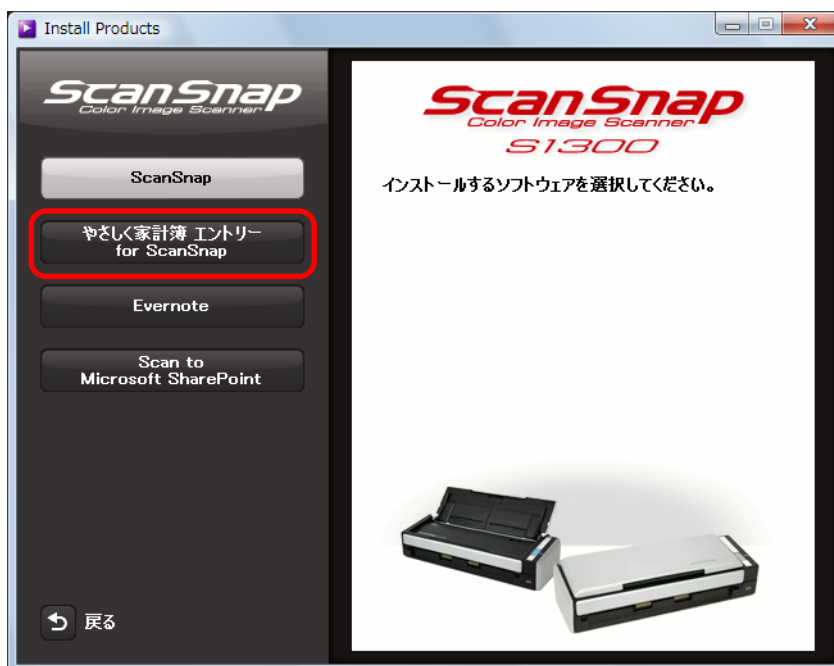 Install Products
ScanSnap
Color Image Scanner
ScanSnap
やさしく家計簿 エントリー
for ScanSnap
Evernote
Scan to
Microsoft SharePoint
戻る
ScanSnap
Color Image Scanner
S1300
インストールするソフトウェアを選択してください。